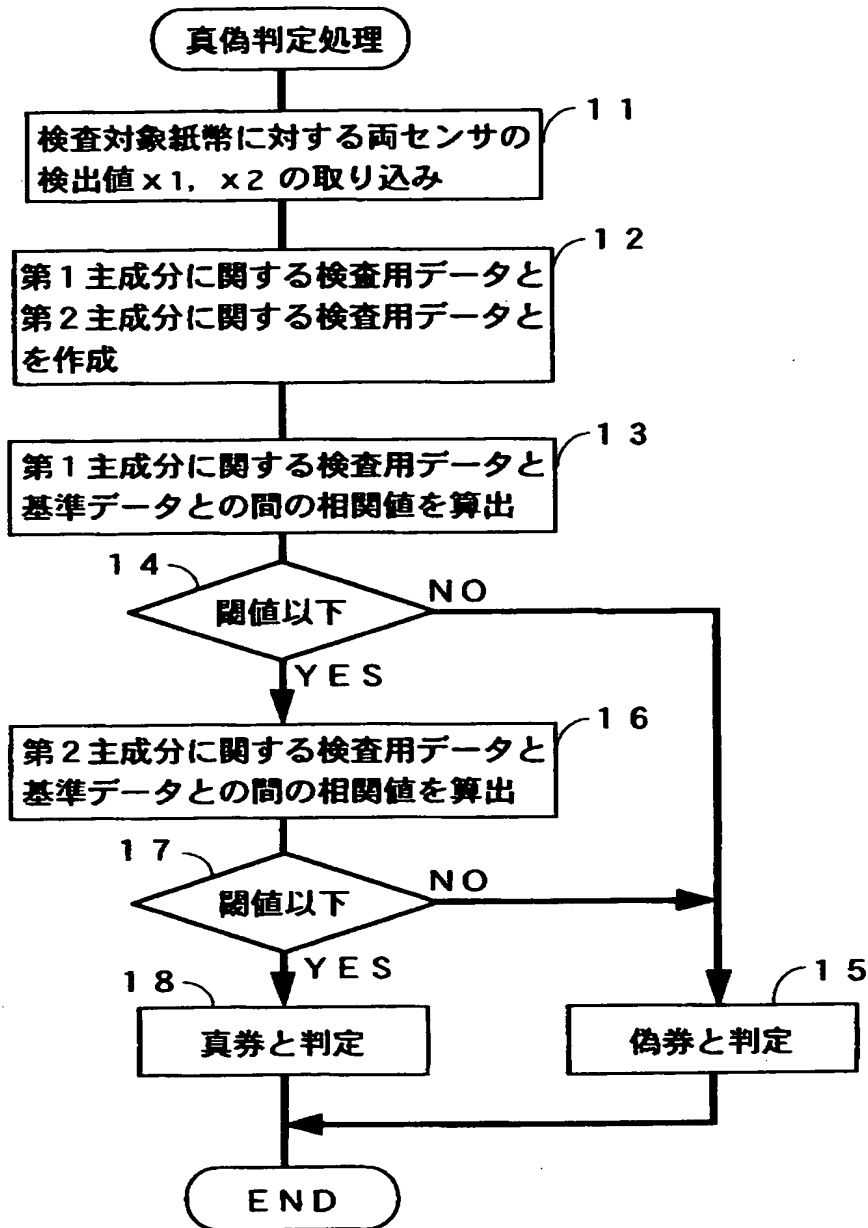 真偽判定処理
11
検査対象紙幣に対する両センサの
検出値x1, x2の取り込み
12
第1主成分に関する検査用データと
第2主成分に関する検査用データと
を作成
13
第1主成分に関する検査用データと
基準データとの間の相関値を算出
14
閾値以下
NO
YES
16
第2主成分に関する検査用データと
基準データとの間の相関値を算出
17
閾値以下
NO
YES
18
真券と判定
15
偽券と判定
END